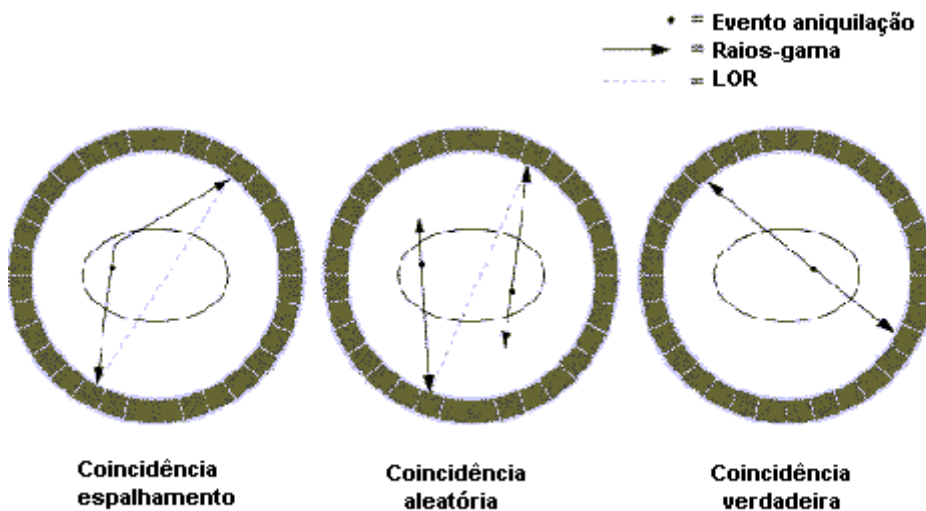 = Evento aniquilação
= Raios-gama
= LOR
Coincidência
espalhamento
Coincidência
aleatória
Coincidência
verdadeira